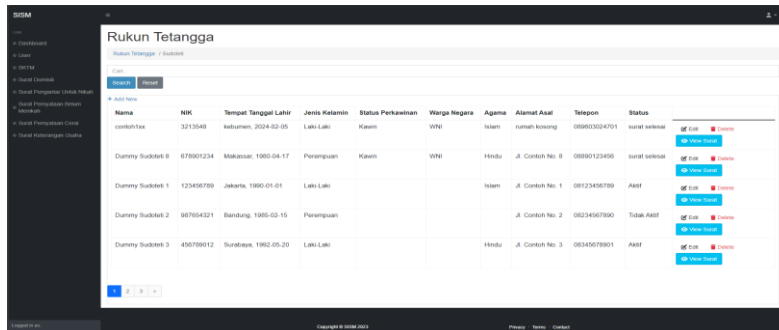 SISM
Dashboard
User
SKTM
Surat Domisili
Surat Pengantar Untuk Nikah
Surat Pernyataan Belum Menikah
Surat Pernyataan Cerai
Surat Keterangan Usaha
Logged in as:
Rukun Tetangga
Rukun Tetangga / Sudoteti
Cari
Search Reset
+ Add New
Nama NIK Tempat Tanggal Lahir Jenis Kelamin Status Perkawinan Warga Negara Agama Alamat Asal Telepon Status
contoh1xx 3213548 kebumen, 2024-02-05 Laki-Laki Kawin WNI Islam rumah kosong 089603024701 surat selesai Edit Delete
View Surat
Dummy Sudoteti 8 678901234 Makassar, 1980-04-17 Perempuan Kawin WNI Hindu Jl. Contoh No. 8 08890123456 surat selesai Edit Delete
View Surat
Dummy Sudoteti 1 123456789 Jakarta, 1990-01-01 Laki-Laki Islam Jl. Contoh No. 1 08123456789 Aktif Edit Delete
View Surat
Dummy Sudoteti 2 987654321 Bandung, 1985-02-15 Perempuan Jl. Contoh No. 2 08234567890 Tidak Aktif Edit Delete
View Surat
Dummy Sudoteti 3 456789012 Surabaya, 1992-05-20 Laki-Laki Hindu Jl. Contoh No. 3 08345678901 Aktif Edit Delete
View Surat
1 2 3 »
Copyright © SISM 2023
Privacy Terms Contact